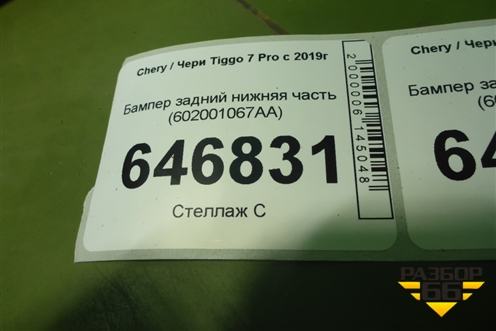 Chery / Чери Tiggo 7 Pro с 2019г
Бампер задний нижняя часть
(602001067AA)
646831
Стеллаж С
2000006145048
Chery / Чери
Бампер за
(60
64
РАЗБОР
66